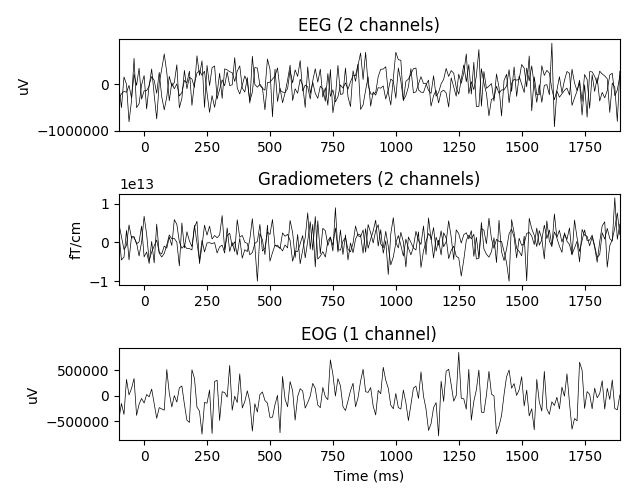 EEG (2 channels)
uV
0
−1000000
0 250 500 750 1000 1250 1500 1750
1e13
Gradiometers (2 channels)
fT/cm
1
0
−1
0 250 500 750 1000 1250 1500 1750
EOG (1 channel)
uV
500000
0
−500000
0 250 500 750 1000 1250 1500 1750
Time (ms)